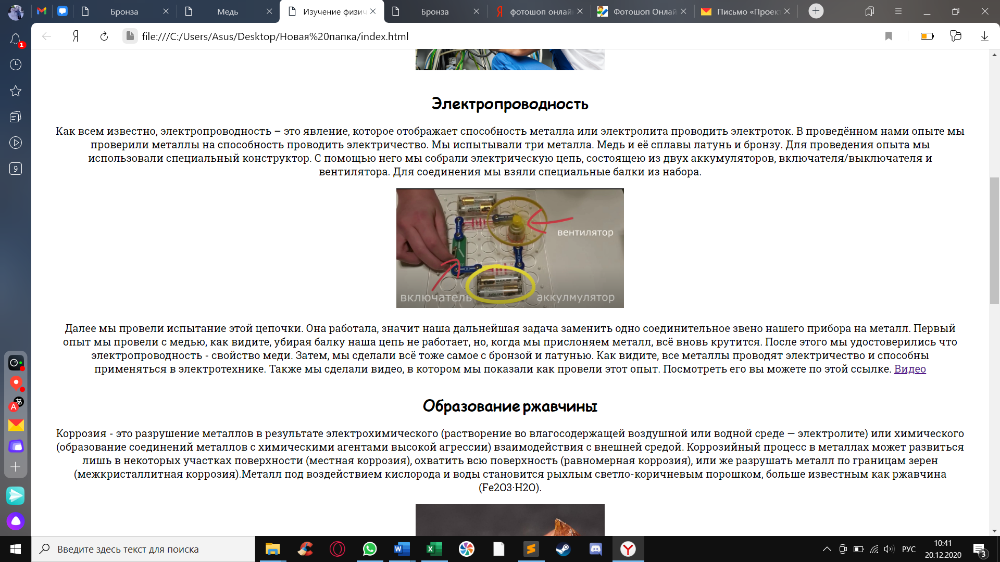 Бронза
Медь
Изучение физич
Бронза
фотошоп онлай
Фотошоп Онлай
Письмо «Проект
file:///C:/Users/Asus/Desktop/Новая%20папка/index.html
1
9
Электропроводность
Как всем известно, электропроводность – это явление, которое отображает способность металла или электролита проводить электроток. В проведённом нами опыте мы
проверили металлы на способность проводить электричество. Мы испытывали три металла. Медь и её сплавы латунь и бронзу. Для проведения опыта мы
использовали специальный конструктор. С помощью него мы собрали электрическую цепь, состоящею из двух аккумуляторов, включателя/выключателя и
вентилятора. Для соединения мы взяли специальные балки из набора.
вентилятор
ALKALINE
включатель
аккулмулятор
Далее мы провели испытание этой цепочки. Она работала, значит наша дальнейшая задача заменить одно соединительное звено нашего прибора на металл. Первый
опыт мы провели с медью, как видите, убирая балку наша цепь не работает, но, когда мы прислоняем металл, всё вновь крутится. После этого мы удостоверились что
электропроводность - свойство меди. Затем, мы сделали всё тоже самое с бронзой и латунью. Как видите, все металлы проводят электричество и способны
применяться в электротехнике. Также мы сделали видео, в котором мы показали как провели этот опыт. Посмотреть его вы можете по этой ссылке. Видео
Образование ржавчины
Коррозия - это разрушение металлов в результате электрохимического (растворение во влагосодержащей воздушной или водной среде — электролите) или химического
(образование соединений металлов с химическими агентами высокой агрессии) взаимодействия с внешней средой. Коррозийный процесс в металлах может развиться
лишь в некоторых участках поверхности (местная коррозия), охватить всю поверхность (равномерная коррозия), или же разрушать металл по границам зерен
(межкристаллитная коррозия).Металл под воздействием кислорода и воды становится рыхлым светло-коричневым порошком, больше известным как ржавчина
(Fe2O3·H2O).
Введите здесь текст для поиска
РУС
10:41
20.12.2020
3